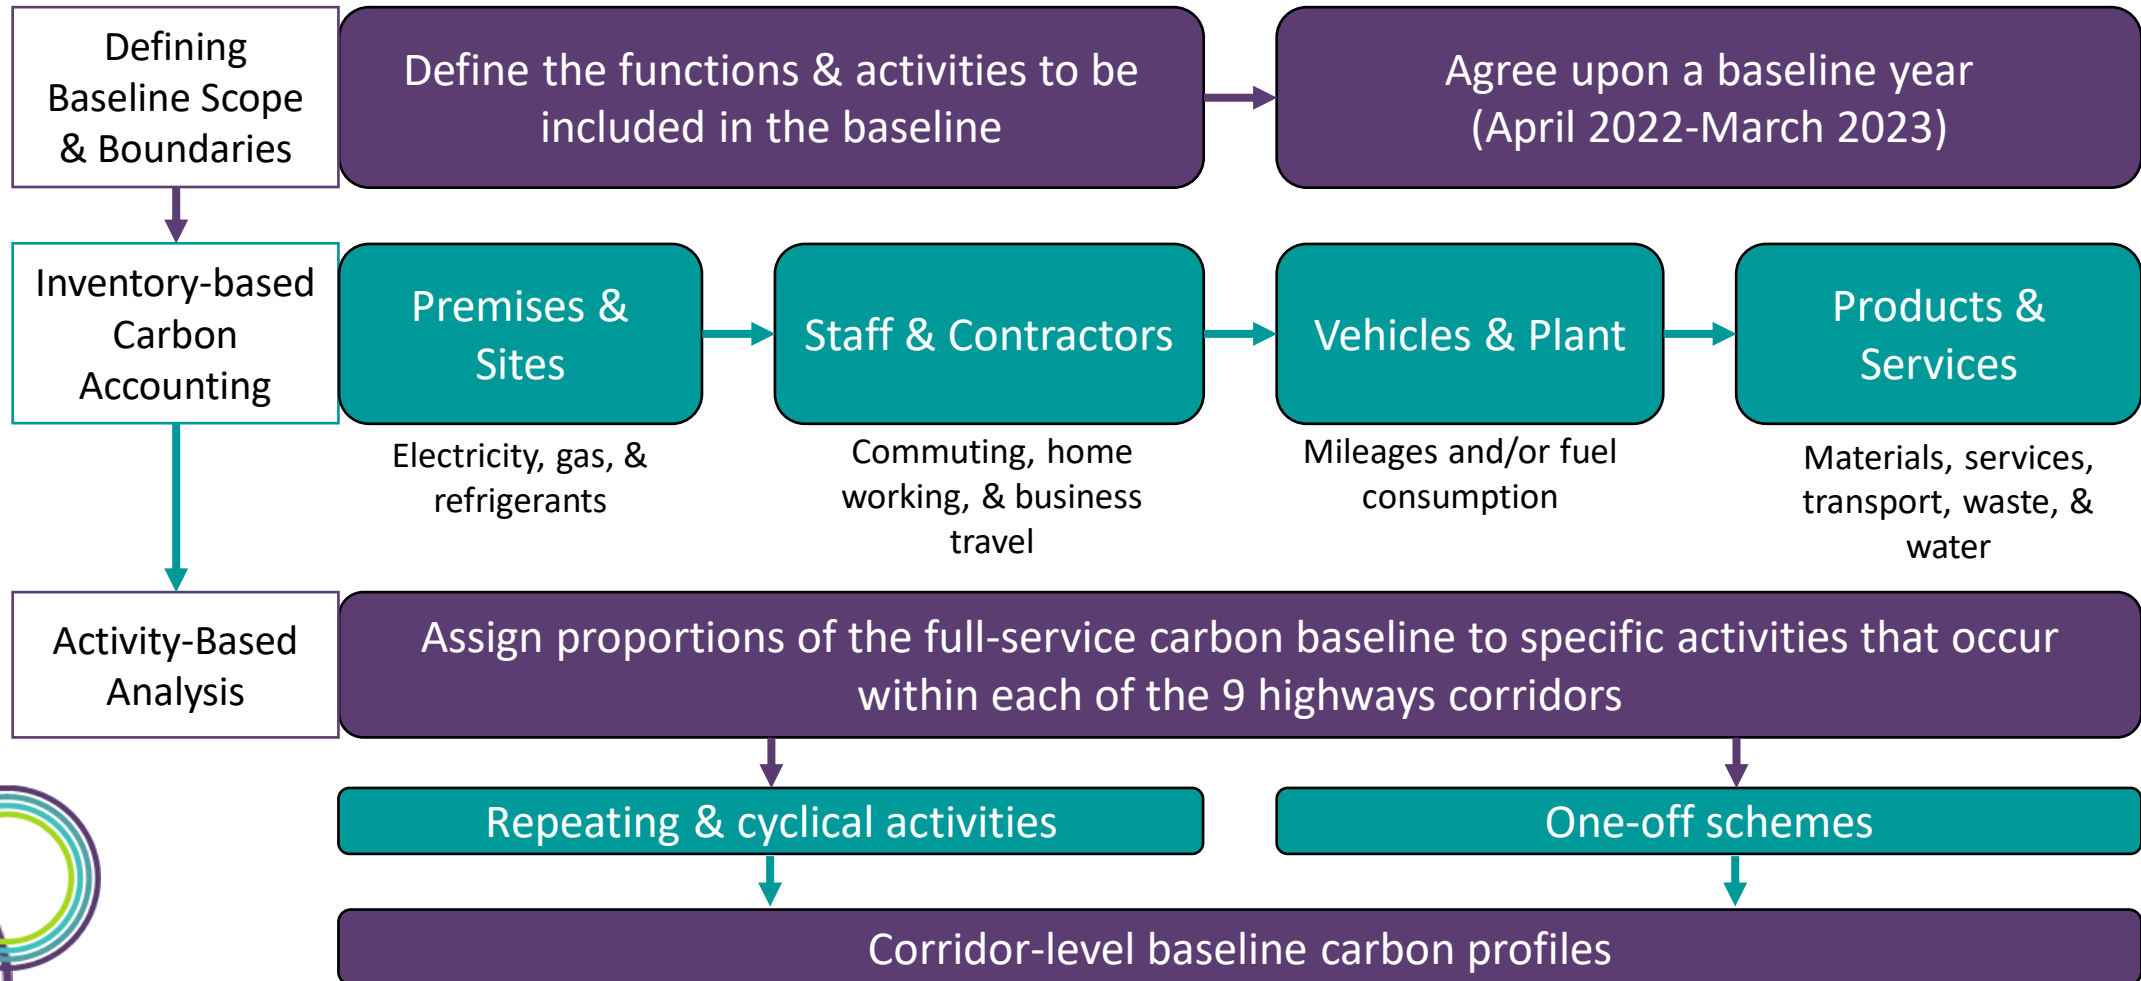 Defining
Baseline Scope
& Boundaries
Define the functions & activities to be
included in the baseline
Agree upon a baseline year
(April 2022-March 2023)
Inventory-based
Carbon
Accounting
Premises &
Sites
Staff & Contractors
Vehicles & Plant
Products &
Services
Electricity, gas, &
refrigerants
Commuting, home
working, & business
travel
Mileages and/or fuel
consumption
Materials, services,
transport, waste, &
water
Activity-Based
Analysis
Assign proportions of the full-service carbon baseline to specific activities that occur
within each of the 9 highways corridors
Repeating & cyclical activities
One-off schemes
Corridor-level baseline carbon profiles